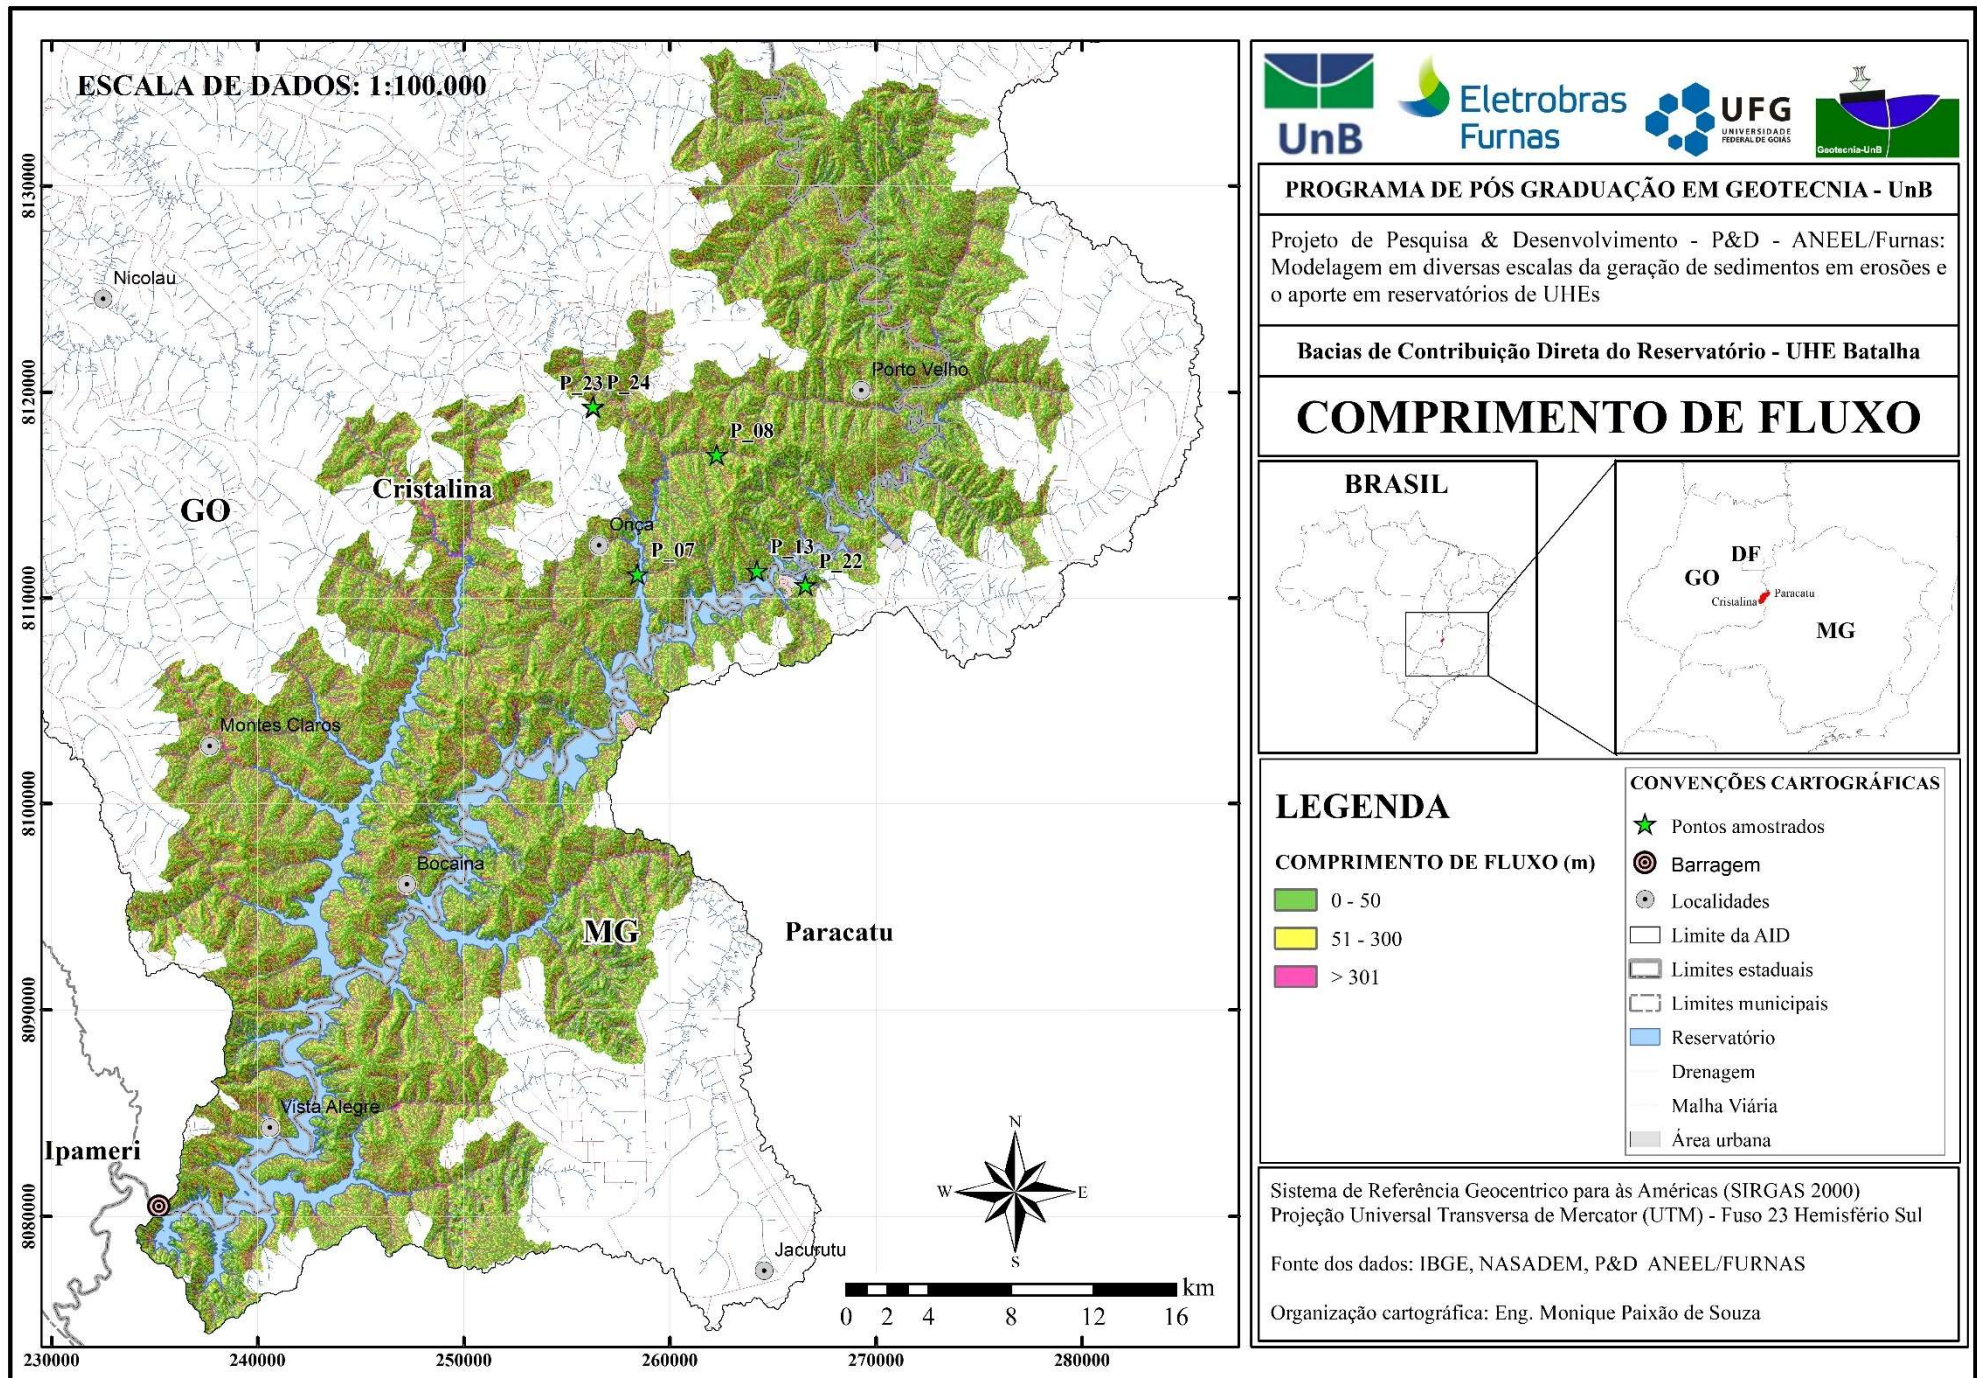 ESCALA DE DADOS: 1:100.000
Nicolau
GO
Cristalina
P_23
P_24
P_08
Porto Velho
Onça
P_07
P_13
P_22
Montes Claros
Bocaina
MG
Paracatu
Vista Alegre
Ipameri
Jacurutu
N
W
E
S
km
0 2 4 8 12 16
8130000
8120000
8110000
8100000
8090000
8080000
230000 240000 250000 260000 270000 280000
UnB
Eletrobras
Furnas
UFG
UNIVERSIDADE
FEDERAL DE GOIÁS
Geotecnia-UnB
PROGRAMA DE PÓS GRADUAÇÃO EM GEOTECNIA - UnB
Projeto de Pesquisa & Desenvolvimento - P&D - ANEEL/Furnas:
Modelagem em diversas escalas da geração de sedimentos em erosões e
o aporte em reservatórios de UHEs
Bacias de Contribuição Direta do Reservatório - UHE Batalha
COMPRIMENTO DE FLUXO
BRASIL
DF
GO
Cristalina
Paracatu
MG
LEGENDA
COMPRIMENTO DE FLUXO (m)
0 - 50
51 - 300
> 301
CONVENÇÕES CARTOGRÁFICAS
Pontos amostrados
Barragem
Localidades
Limite da AID
Limites estaduais
Limites municipais
Reservatório
Drenagem
Malha Viária
Área urbana
Sistema de Referência Geocentrico para às Américas (SIRGAS 2000)
Projeção Universal Transversa de Mercator (UTM) - Fuso 23 Hemisfério Sul
Fonte dos dados: IBGE, NASADEM, P&D ANEEL/FURNAS
Organização cartográfica: Eng. Monique Paixão de Souza